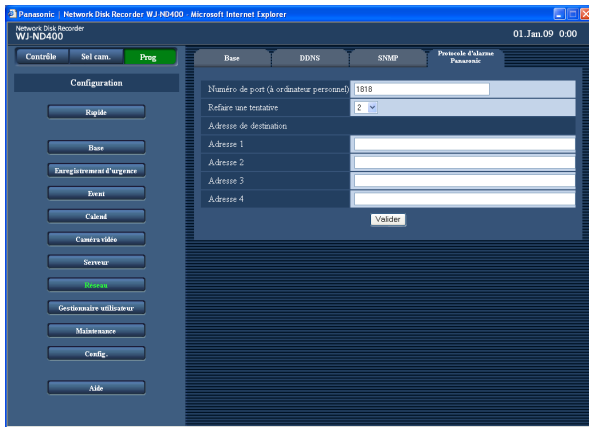 Panasonic | Network Disk Recorder WJ-ND400 - Microsoft Internet Explorer
Network Disk Recorder
WJ-ND400
01.Jan.09 0:00
Contrôle Sel cam. Prog
Configuration
Rapide
Base
Enregistrement d'urgence
Event
Calend
Caméra vidéo
Serveur
Réseau
Gestionnaire utilisateur
Maintenance
Config.
Aide
Base DDNS SNMP Protocole d'alarme
Panasonic
Numéro de port (à ordinateur personnel) 1818
Refaire une tentative 2
Adresse de destination
Adresse 1
Adresse 2
Adresse 3
Adresse 4
Valider